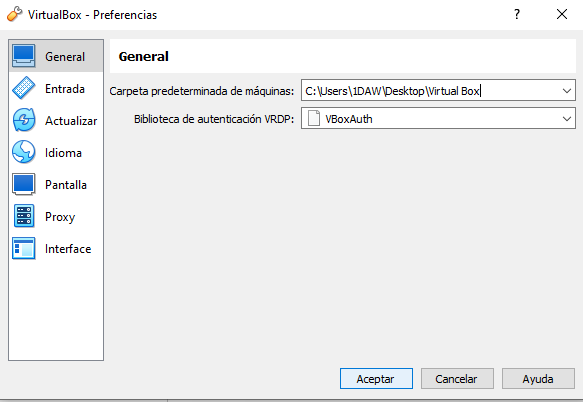 VirtualBox - Preferencias
?
General
Entrada
Actualizar
Idioma
Pantalla
Proxy
Interface
General
Carpeta predeterminada de máquinas:
C:\Users\1DAW\Desktop\Virtual Box
Biblioteca de autenticación VRDP:
VBoxAuth
Aceptar
Cancelar
Ayuda